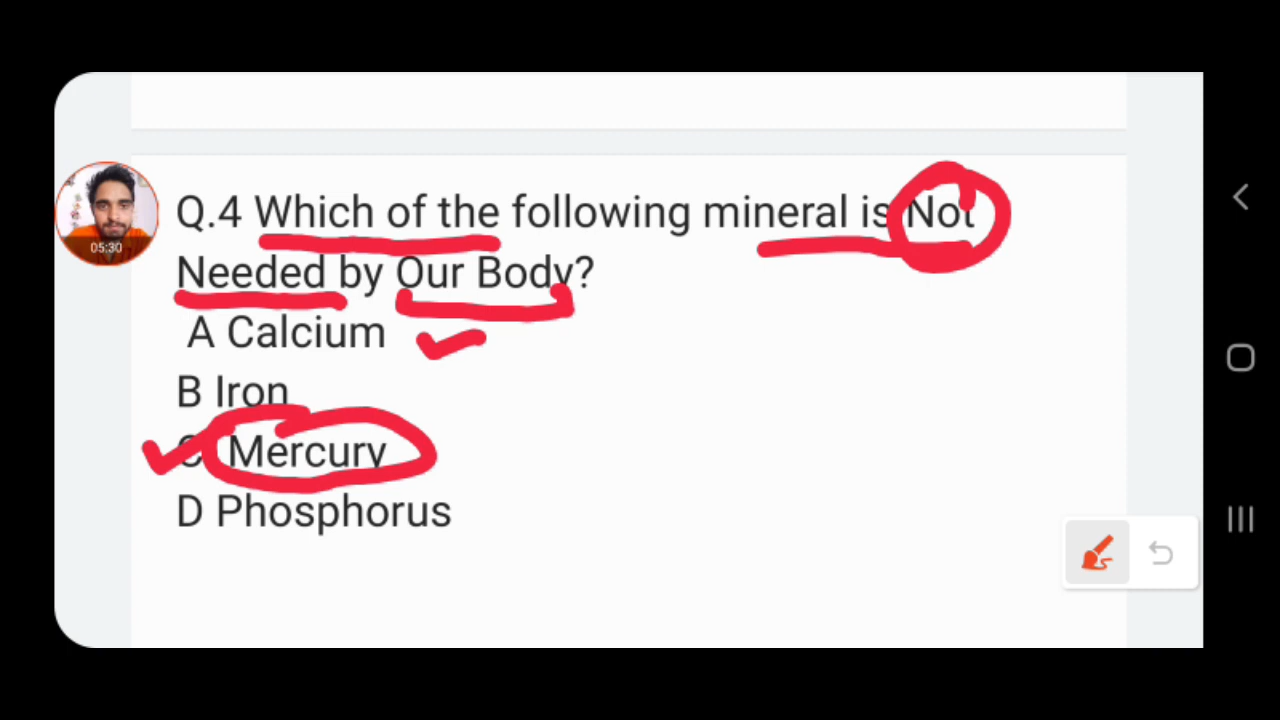 Q.4 Which of the following mineral is Not
Needed by Our Body?
A Calcium
B Iron
C Mercury
D Phosphorus
05:30